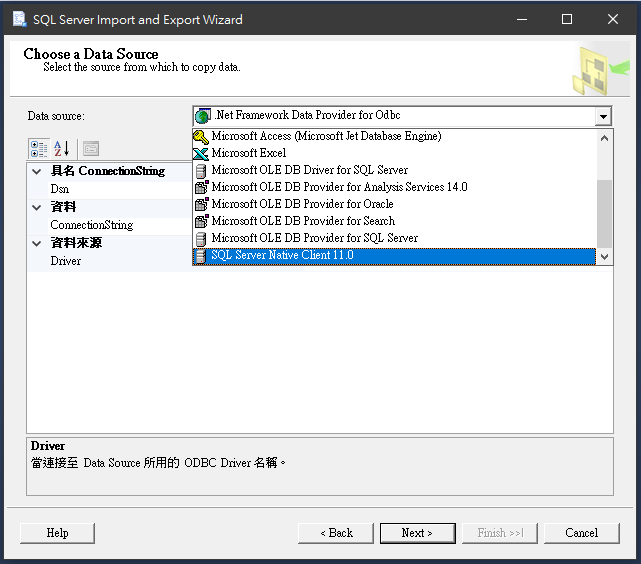 SQL Server Import and Export Wizard
Choose a Data Source
Select the source from which to copy data.
Data source:
.Net Framework Data Provider for Odbc
Microsoft Access (Microsoft Jet Database Engine)
Microsoft Excel
Microsoft OLE DB Driver for SQL Server
Microsoft OLE DB Provider for Analysis Services 14.0
Microsoft OLE DB Provider for Oracle
Microsoft OLE DB Provider for Search
Microsoft OLE DB Provider for SQL Server
SQL Server Native Client 11.0
具名 ConnectionString
Dsn
資料
ConnectionString
資料來源
Driver
Driver
當連接至 Data Source 所用的 ODBC Driver 名稱。
Help
< Back
Next >
Finish >>|
Cancel